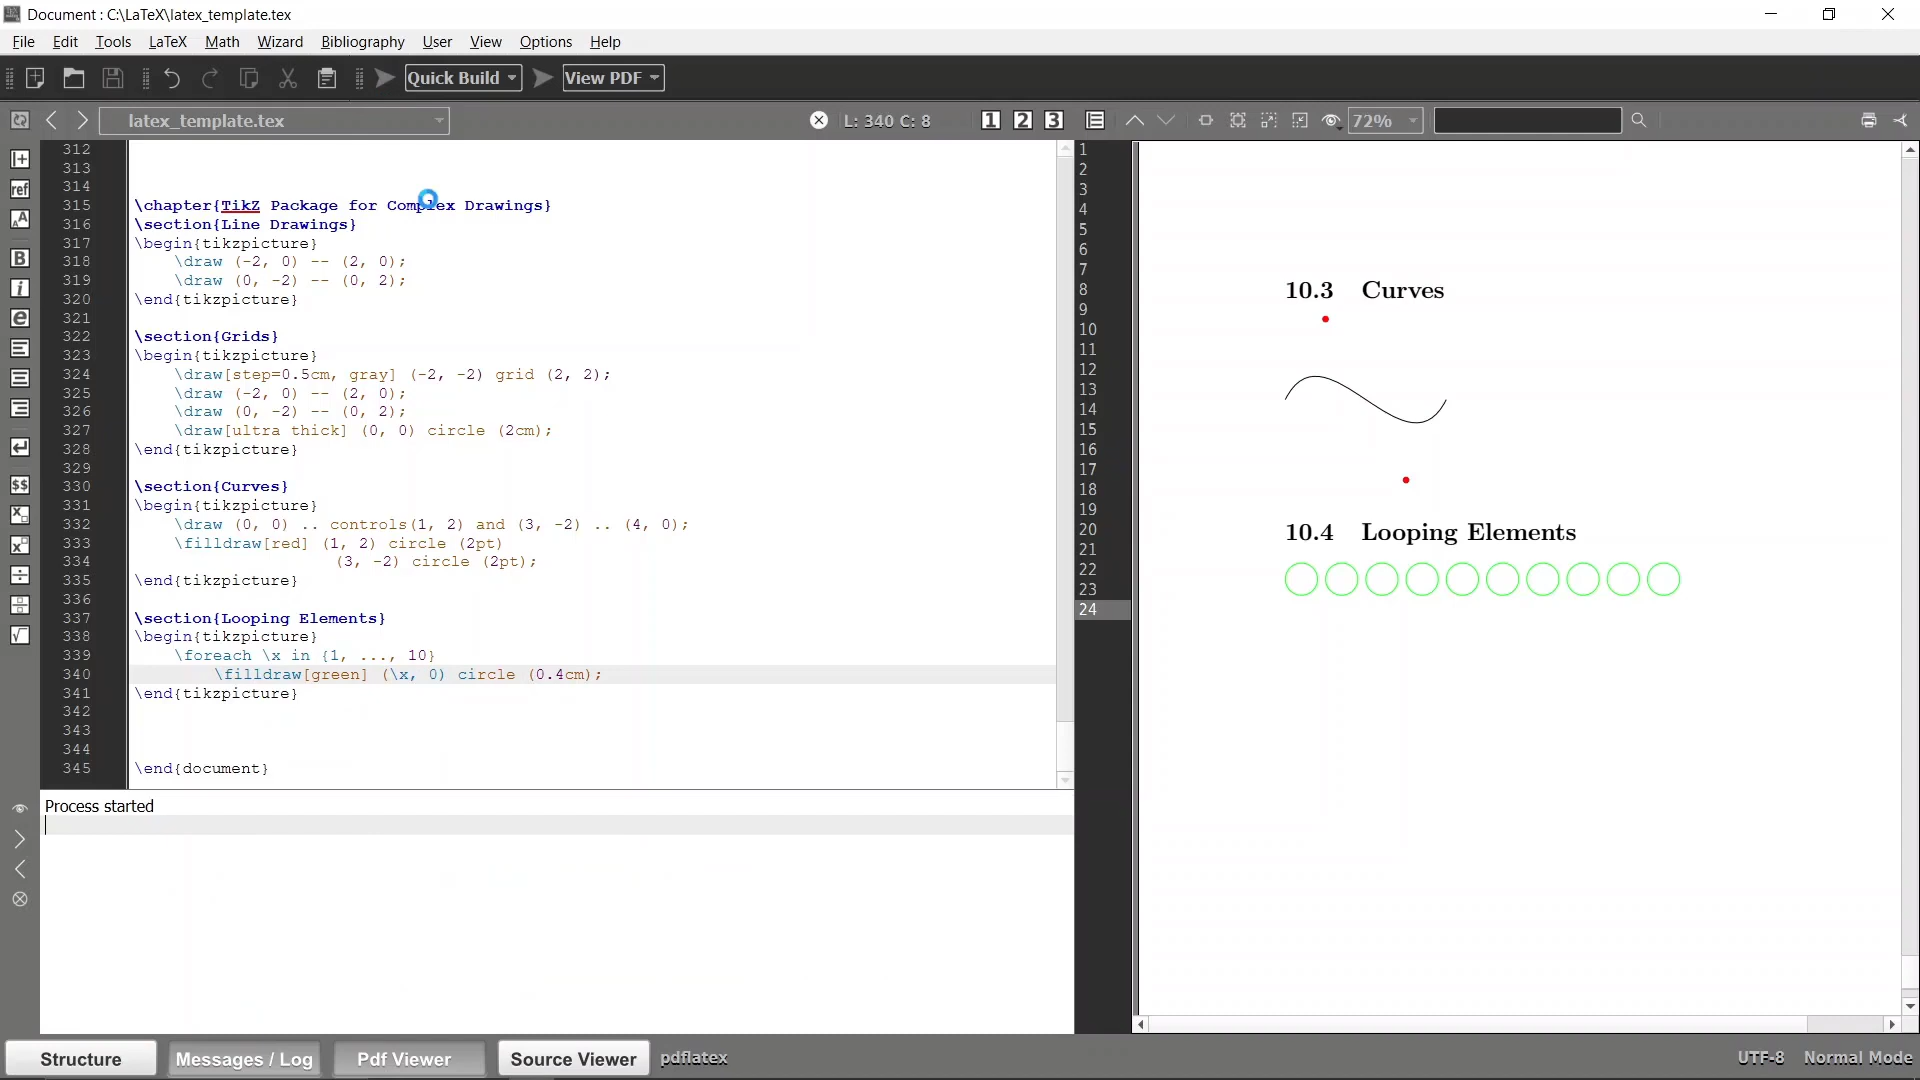 Document : C:\LaTeX\latex_template.tex
File Edit Tools LaTeX Math Wizard Bibliography User View Options Help
Quick Build View PDF
latex_template.tex L: 340 C: 8 1 2 3 72%
312
313
314
315 \chapter{TikZ Package for Complex Drawings}
316 \section{Line Drawings}
317 \begin{tikzpicture}
318 \draw (-2, 0) -- (2, 0);
319 \draw (0, -2) -- (0, 2);
320 \end{tikzpicture}
321
322 \section{Grids}
323 \begin{tikzpicture}
324 \draw[step=0.5cm, gray] (-2, -2) grid (2, 2);
325 \draw (-2, 0) -- (2, 0);
326 \draw (0, -2) -- (0, 2);
327 \draw[ultra thick] (0, 0) circle (2cm);
328 \end{tikzpicture}
329
330 \section{Curves}
331 \begin{tikzpicture}
332 \draw (0, 0) .. controls(1, 2) and (3, -2) .. (4, 0);
333 \filldraw[red] (1, 2) circle (2pt)
334 (3, -2) circle (2pt);
335 \end{tikzpicture}
336
337 \section{Looping Elements}
338 \begin{tikzpicture}
339 \foreach \x in {1, ..., 10}
340 \filldraw[green] (\x, 0) circle (0.4cm);
341 \end{tikzpicture}
342
343
344
345 \end{document}
ref
A A
B
i
e
$$
x
x
√
1
2
3
4
5
6
7
8
9
10
11
12
13
14
15
16
17
18
19
20
21
22
23
24
10.3 Curves
10.4 Looping Elements
Process started
Structure Messages / Log Pdf Viewer Source Viewer pdflatex UTF-8 Normal Mode